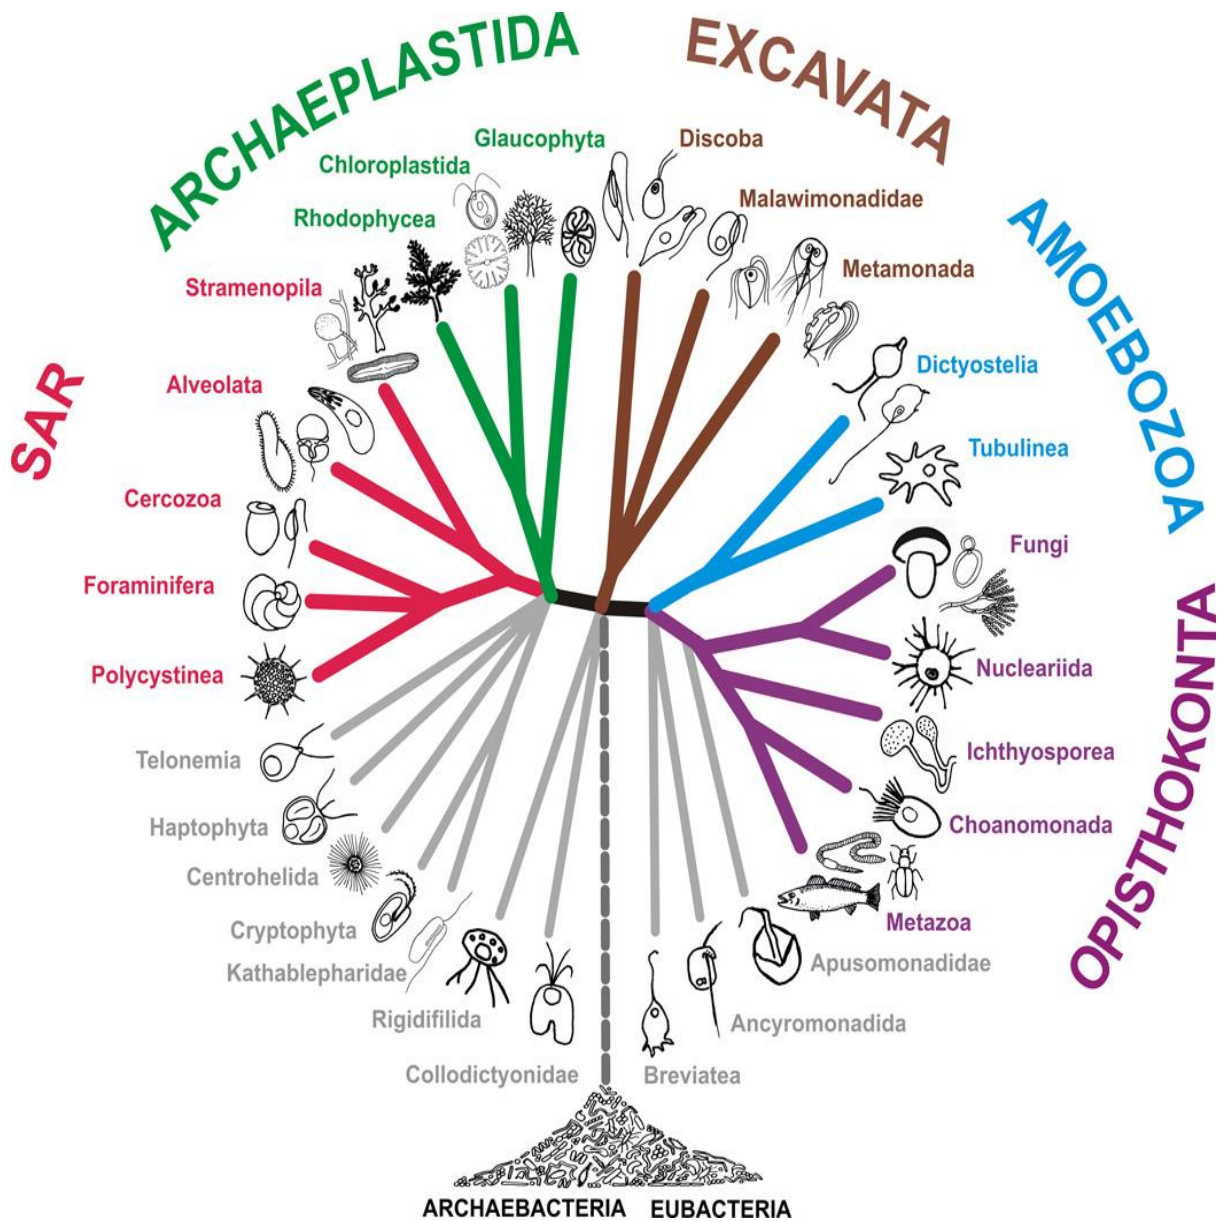 ARCHAEPLASTIDA
EXCAVATA
AMOEBOZOA
SAR
OPISTHOKONTA
Glaucophyta
Discoba
Chloroplastida
Malawimonadidae
Rhodophycea
Metamonada
Stramenopila
Dictyostelia
Alveolata
Tubulinea
Cercozoa
Fungi
Foraminifera
Nucleariida
Polycystinea
Ichthyosporea
Telonemia
Haptophyta
Choanomonada
Centrohelida
Metazoa
Cryptophyta
Apusomonadidae
Kathablepharidae
Rigidifilida
Ancyromonadida
Collodictyonidae
Breviatea
ARCHAEBACTERIA EUBACTERIA